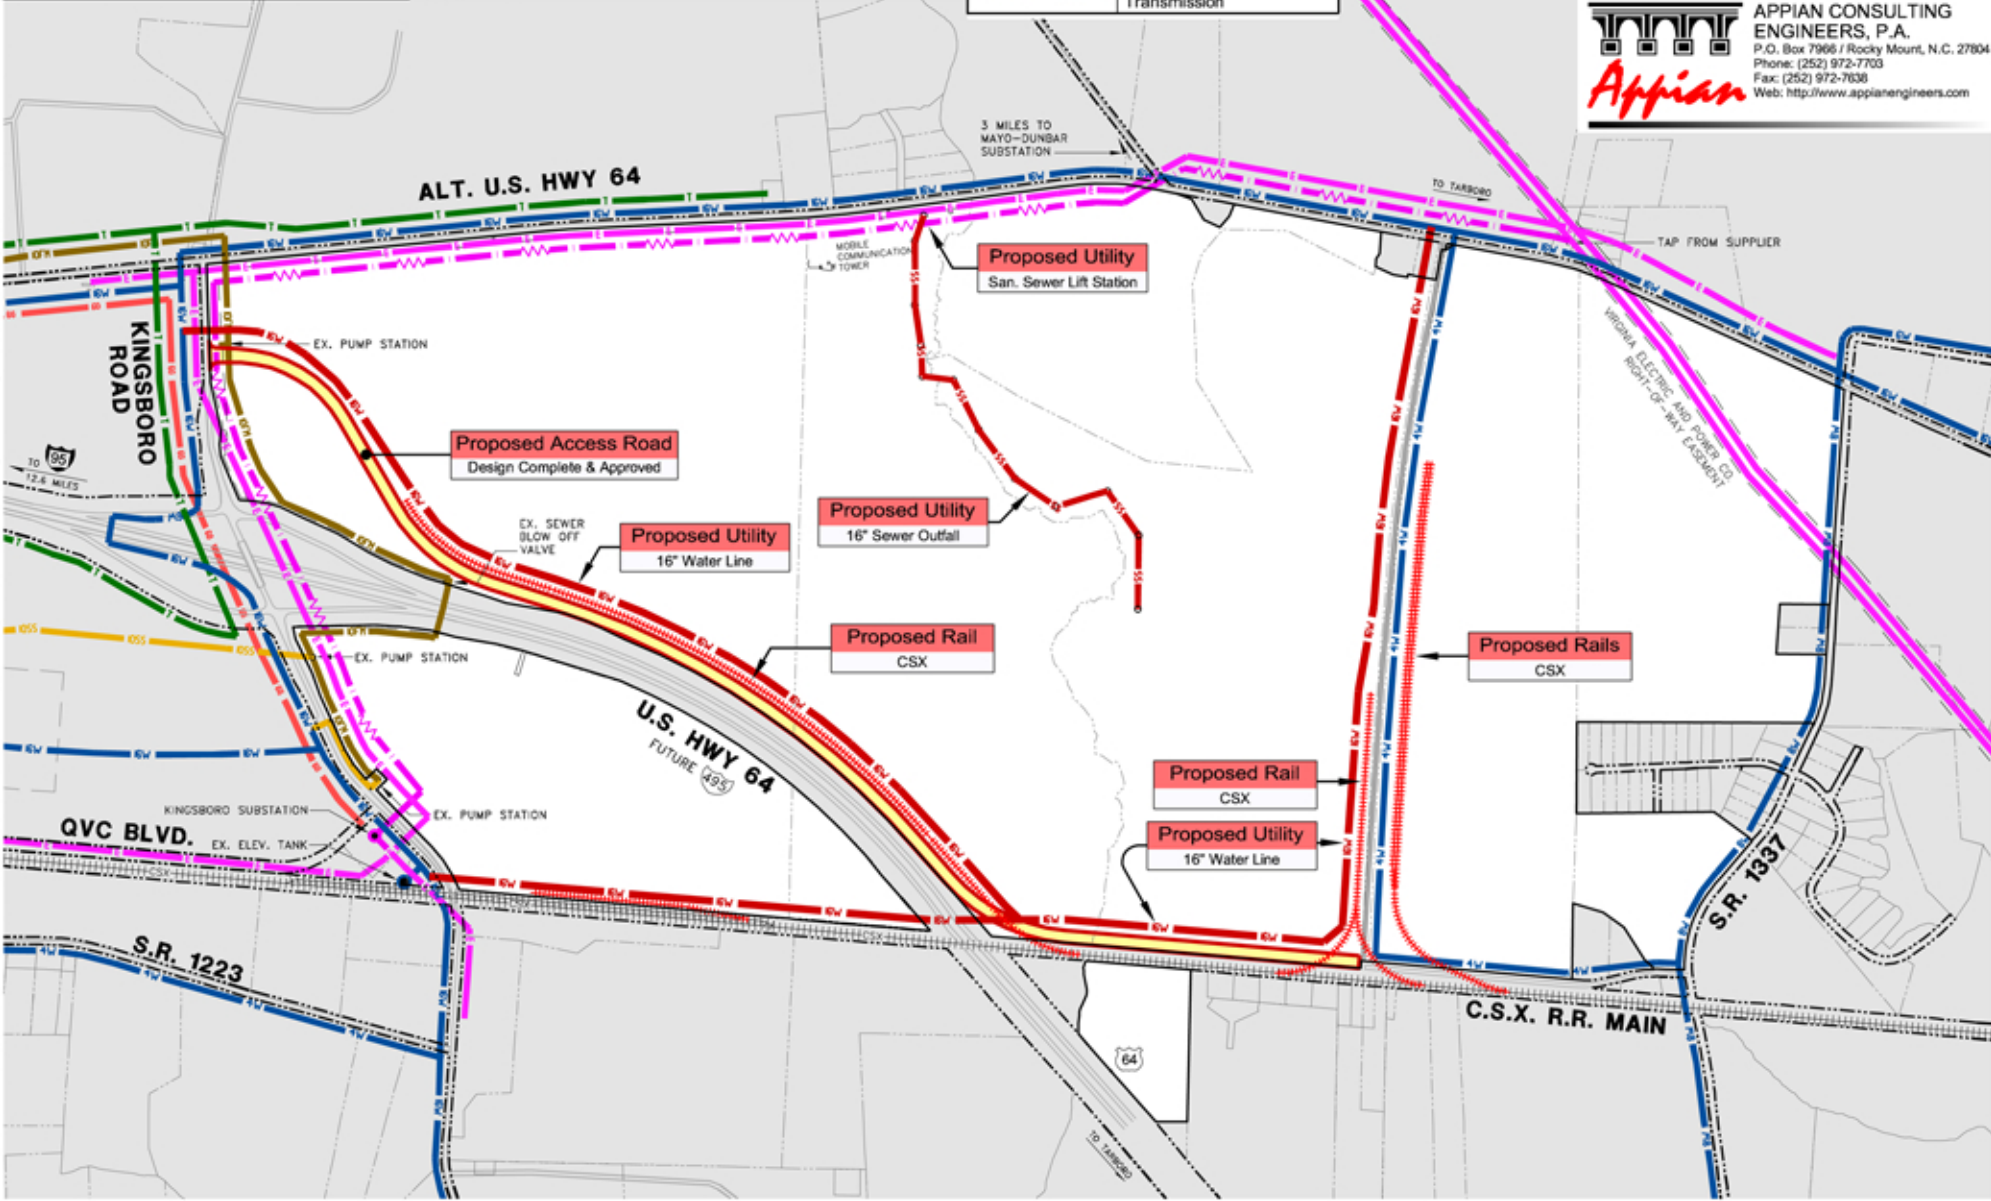 Transmission
APPIAN CONSULTING
ENGINEERS, P.A.
P.O. Box 7966 / Rocky Mount, N.C. 27804
Phone: (252) 972-7703
Fax: (252) 972-7638
Web: http://www.appianengineers.com
Appian
3 MILES TO
MAYO-DUNBAR
SUBSTATION
ALT. U.S. HWY 64
TO TARBORO
TAP FROM SUPPLIER
MOBILE
COMMUNICATION
TOWER
Proposed Utility
San. Sewer Lift Station
VIRGINIA ELECTRIC AND POWER CO.
RIGHT-OF-WAY EASEMENT
KINGSBORO
ROAD
EX. PUMP STATION
Proposed Access Road
Design Complete & Approved
TO 95
12.6 MILES
EX. SEWER
BLOW OFF
VALVE
Proposed Utility
16" Water Line
Proposed Utility
16" Sewer Outfall
Proposed Rail
CSX
Proposed Rails
CSX
EX. PUMP STATION
U.S. HWY 64
FUTURE 495
Proposed Rail
CSX
Proposed Utility
16" Water Line
KINGSBORO SUBSTATION
EX. PUMP STATION
QVC BLVD.
EX. ELEV. TANK
CSX
CSX
S.R. 1337
S.R. 1223
C.S.X. R.R. MAIN
64
TO TARBORO